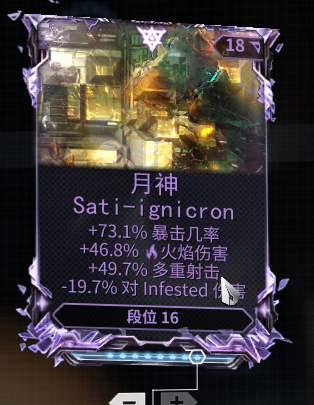 18
月神
Sati-ignicron
+73.1% 暴击几率
+46.8% 火焰伤害
+49.7% 多重射击
-19.7% 对 Infested 伤害
段位 16